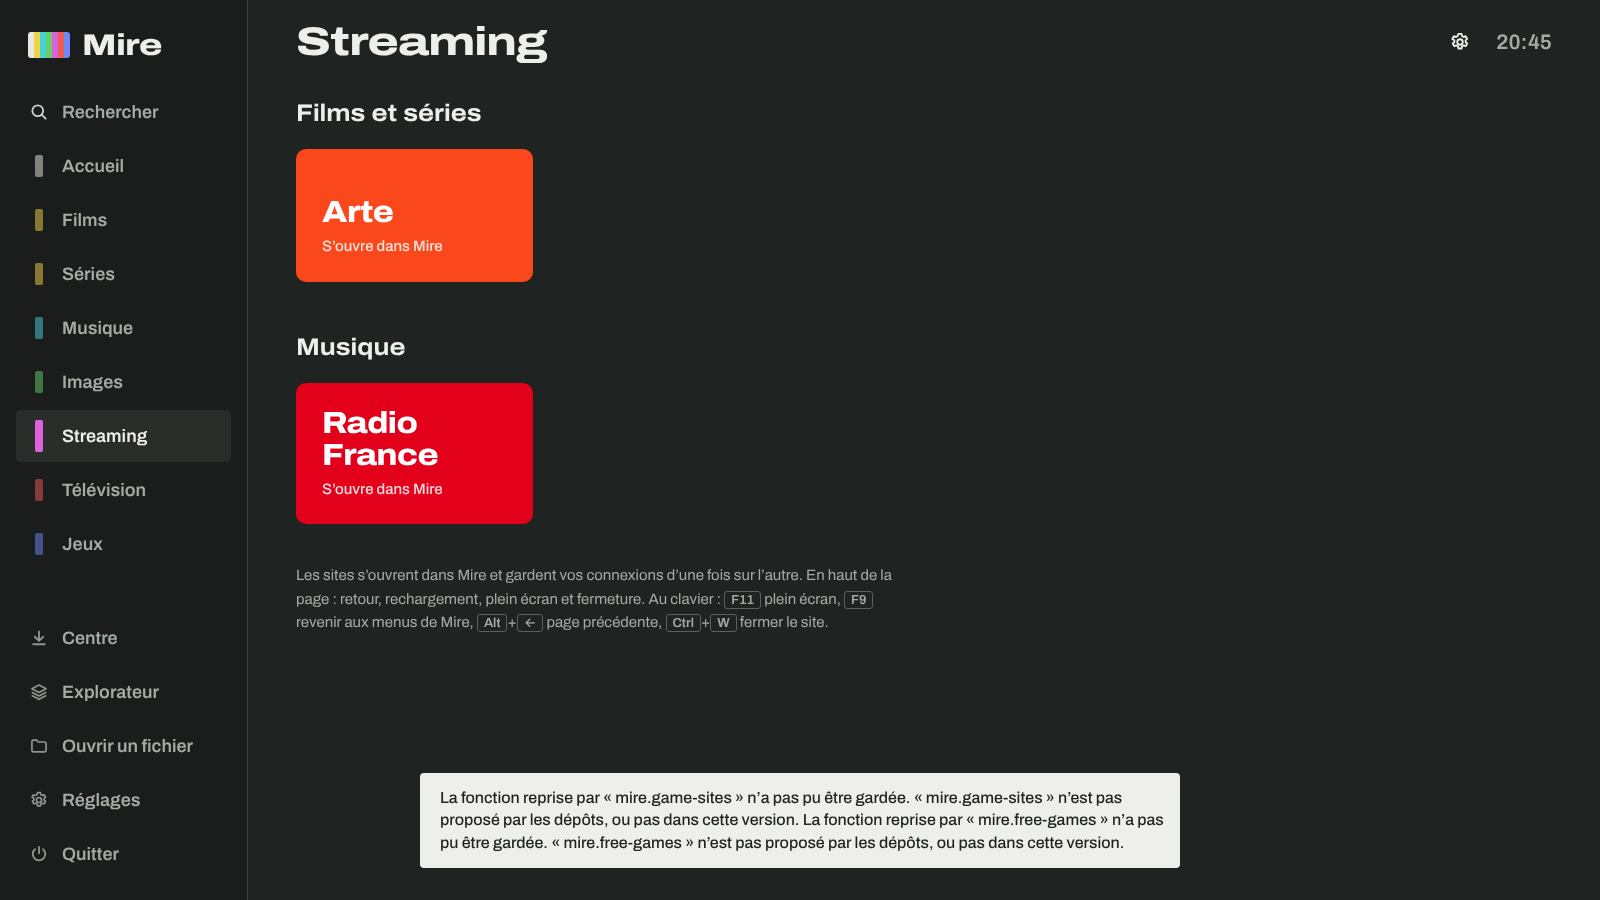 Mire
Rechercher
Accueil
Films
Séries
Musique
Images
Streaming
Télévision
Jeux
Centre
Explorateur
Ouvrir un fichier
Réglages
Quitter
Streaming
20:45
Films et séries
Arte
S’ouvre dans Mire
Musique
Radio
France
S’ouvre dans Mire
Les sites s’ouvrent dans Mire et gardent vos connexions d’une fois sur l’autre. En haut de la
page : retour, rechargement, plein écran et fermeture. Au clavier : F11 plein écran, F9
revenir aux menus de Mire, Alt+← page précédente, Ctrl+W fermer le site.
La fonction reprise par « mire.game-sites » n’a pas pu être gardée. « mire.game-sites » n’est pas
proposé par les dépôts, ou pas dans cette version. La fonction reprise par « mire.free-games » n’a pas
pu être gardée. « mire.free-games » n’est pas proposé par les dépôts, ou pas dans cette version.